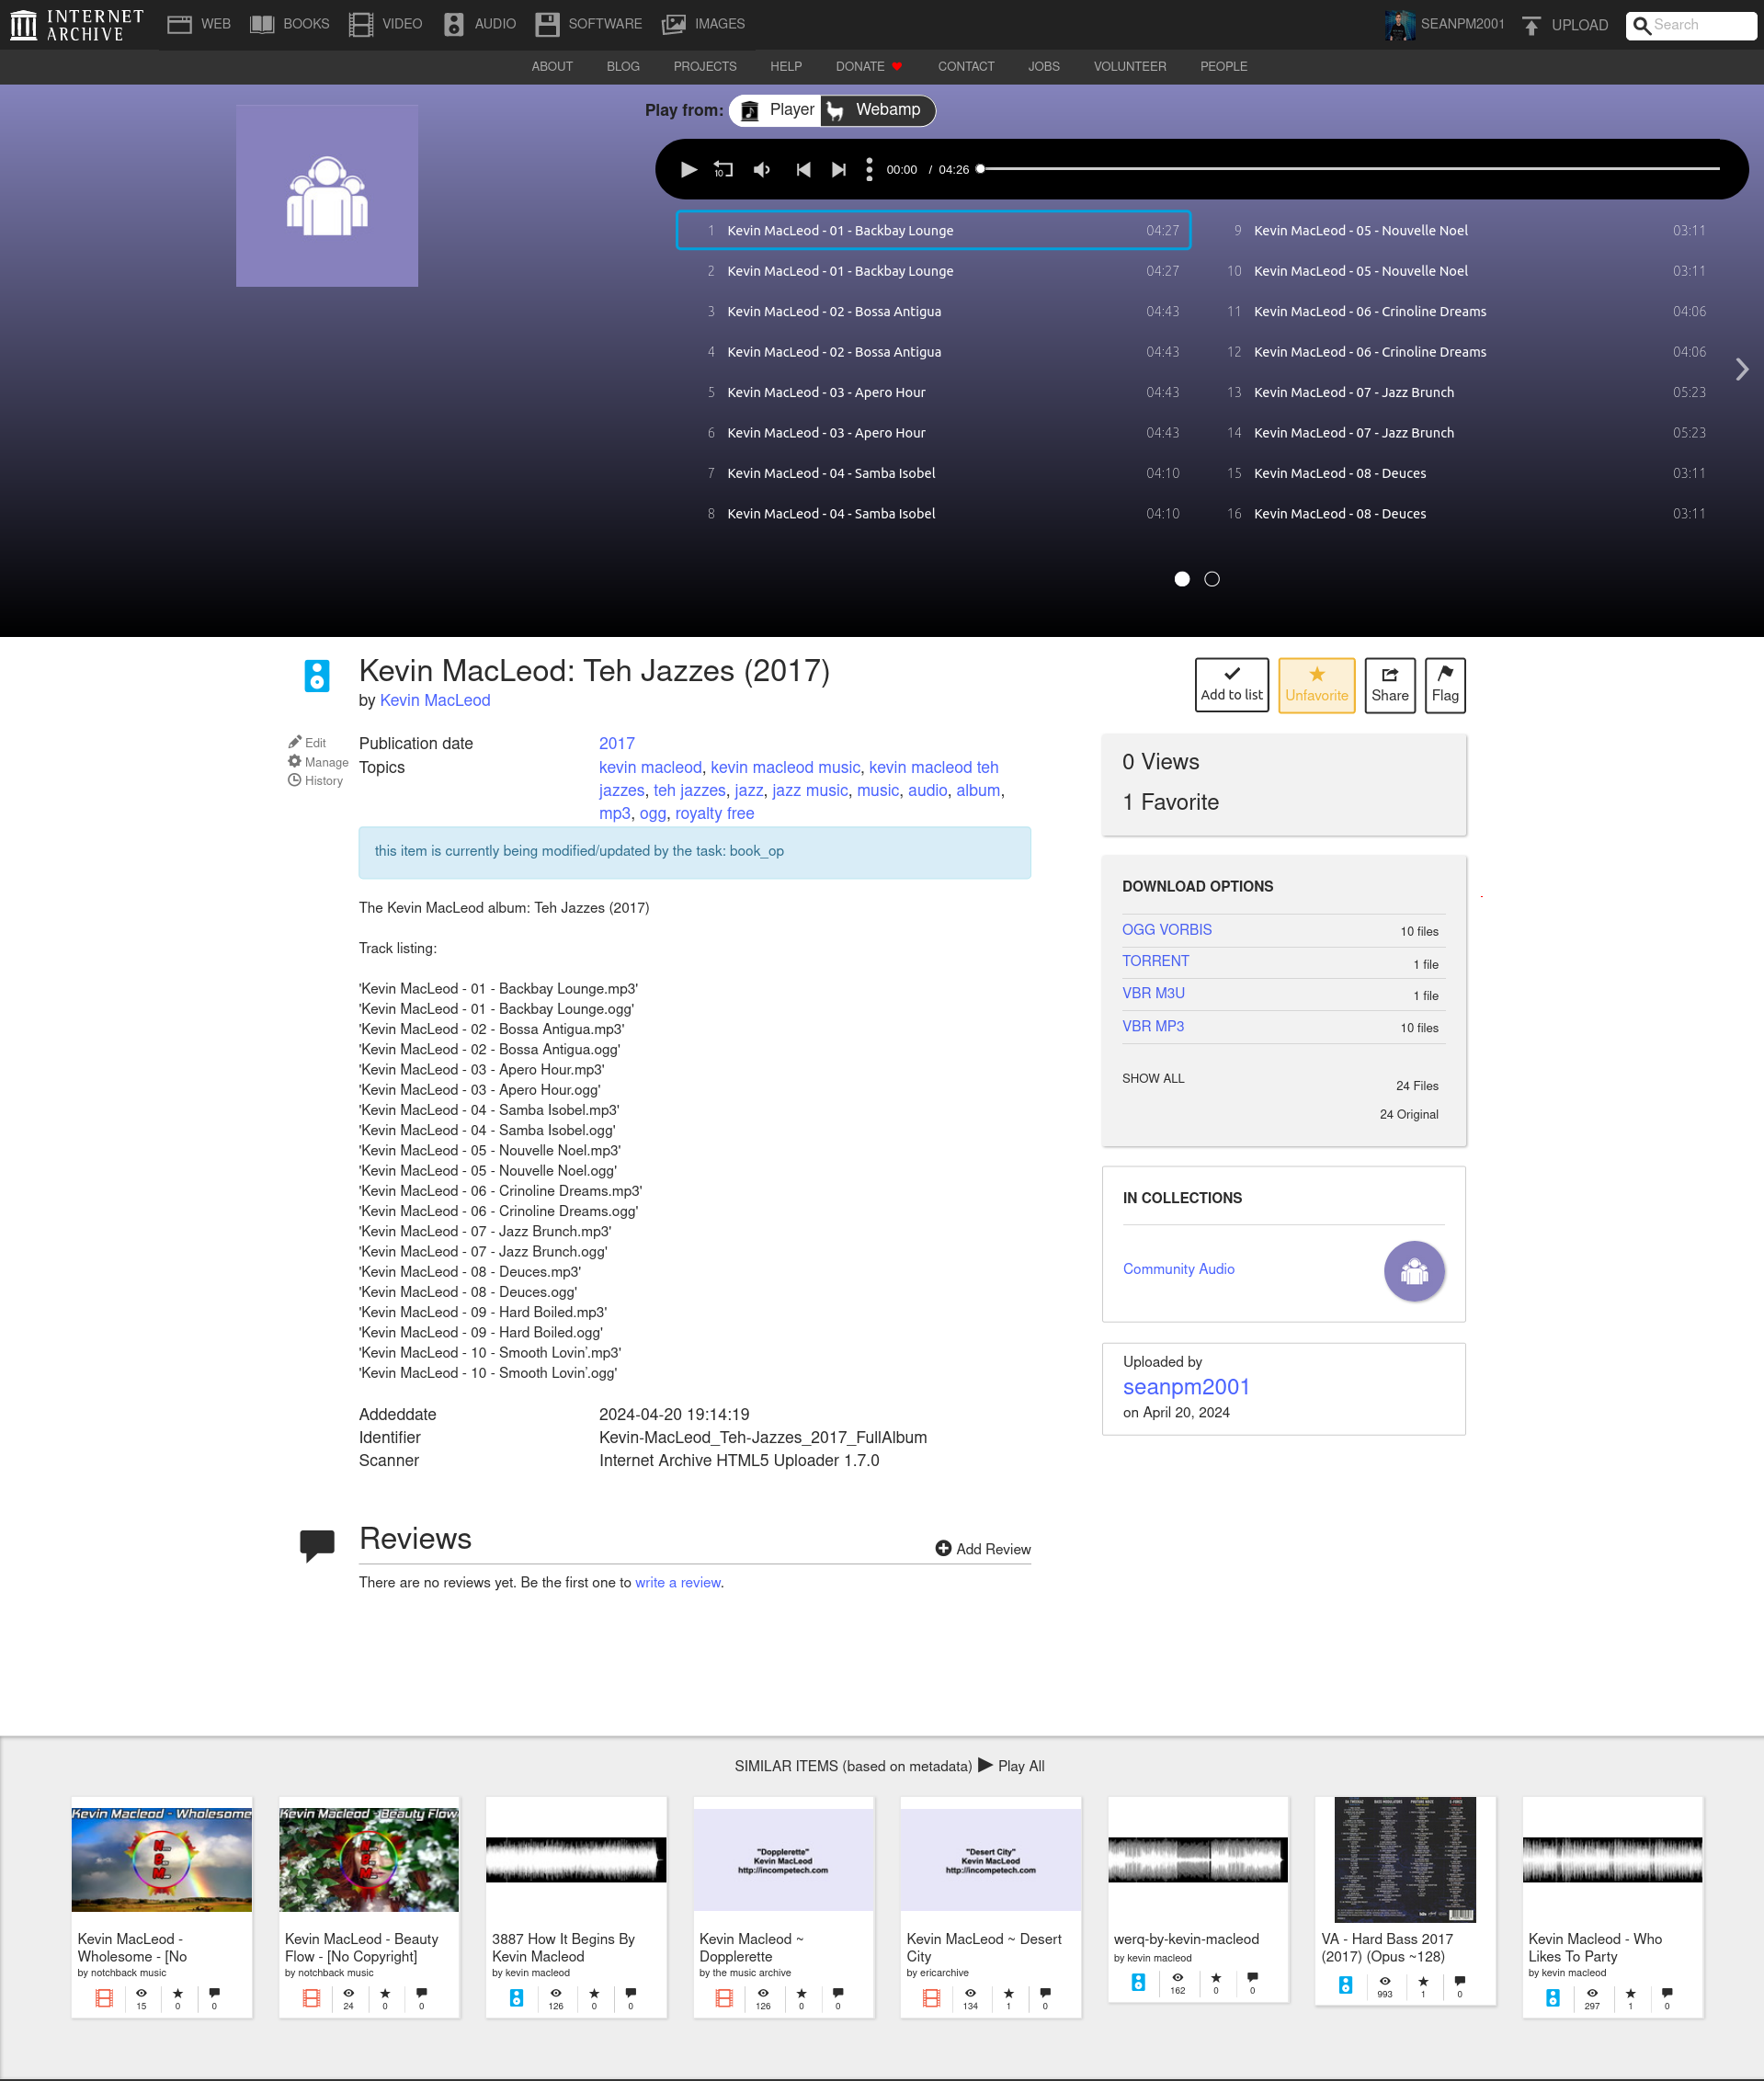 INTERNET
ARCHIVE
WEB
BOOKS
VIDEO
AUDIO
SOFTWARE
IMAGES
SEANPM2001
UPLOAD
Search
ABOUT
BLOG
PROJECTS
HELP
DONATE
CONTACT
JOBS
VOLUNTEER
PEOPLE
Play from:
Player
Webamp
10
00:00 / 04:26
1 Kevin MacLeod - 01 - Backbay Lounge 04:27
2 Kevin MacLeod - 01 - Backbay Lounge 04:27
3 Kevin MacLeod - 02 - Bossa Antigua 04:43
4 Kevin MacLeod - 02 - Bossa Antigua 04:43
5 Kevin MacLeod - 03 - Apero Hour 04:43
6 Kevin MacLeod - 03 - Apero Hour 04:43
7 Kevin MacLeod - 04 - Samba Isobel 04:10
8 Kevin MacLeod - 04 - Samba Isobel 04:10
9 Kevin MacLeod - 05 - Nouvelle Noel 03:11
10 Kevin MacLeod - 05 - Nouvelle Noel 03:11
11 Kevin MacLeod - 06 - Crinoline Dreams 04:06
12 Kevin MacLeod - 06 - Crinoline Dreams 04:06
13 Kevin MacLeod - 07 - Jazz Brunch 05:23
14 Kevin MacLeod - 07 - Jazz Brunch 05:23
15 Kevin MacLeod - 08 - Deuces 03:11
16 Kevin MacLeod - 08 - Deuces 03:11
Kevin MacLeod: Teh Jazzes (2017)
by Kevin MacLeod
Edit
Manage
History
Publication date 2017
Topics kevin macleod, kevin macleod music, kevin macleod teh
jazzes, teh jazzes, jazz, jazz music, music, audio, album,
mp3, ogg, royalty free
this item is currently being modified/updated by the task: book_op
The Kevin MacLeod album: Teh Jazzes (2017)
Track listing:
'Kevin MacLeod - 01 - Backbay Lounge.mp3'
'Kevin MacLeod - 01 - Backbay Lounge.ogg'
'Kevin MacLeod - 02 - Bossa Antigua.mp3'
'Kevin MacLeod - 02 - Bossa Antigua.ogg'
'Kevin MacLeod - 03 - Apero Hour.mp3'
'Kevin MacLeod - 03 - Apero Hour.ogg'
'Kevin MacLeod - 04 - Samba Isobel.mp3'
'Kevin MacLeod - 04 - Samba Isobel.ogg'
'Kevin MacLeod - 05 - Nouvelle Noel.mp3'
'Kevin MacLeod - 05 - Nouvelle Noel.ogg'
'Kevin MacLeod - 06 - Crinoline Dreams.mp3'
'Kevin MacLeod - 06 - Crinoline Dreams.ogg'
'Kevin MacLeod - 07 - Jazz Brunch.mp3'
'Kevin MacLeod - 07 - Jazz Brunch.ogg'
'Kevin MacLeod - 08 - Deuces.mp3'
'Kevin MacLeod - 08 - Deuces.ogg'
'Kevin MacLeod - 09 - Hard Boiled.mp3'
'Kevin MacLeod - 09 - Hard Boiled.ogg'
'Kevin MacLeod - 10 - Smooth Lovin'.mp3'
'Kevin MacLeod - 10 - Smooth Lovin'.ogg'
Addeddate 2024-04-20 19:14:19
Identifier Kevin-MacLeod_Teh-Jazzes_2017_FullAlbum
Scanner Internet Archive HTML5 Uploader 1.7.0
Add to list
Unfavorite
Share
Flag
0 Views
1 Favorite
DOWNLOAD OPTIONS
OGG VORBIS 10 files
TORRENT 1 file
VBR M3U 1 file
VBR MP3 10 files
SHOW ALL 24 Files
24 Original
IN COLLECTIONS
Community Audio
Uploaded by
seanpm2001
on April 20, 2024
Reviews
Add Review
There are no reviews yet. Be the first one to write a review.
SIMILAR ITEMS (based on metadata) Play All
Kevin Macleod - Wholesome
Kevin MacLeod -
Wholesome - [No
by notchback music
15 0 0
Kevin Macleod - Beauty Flow
Kevin MacLeod - Beauty
Flow - [No Copyright]
by notchback music
24 0 0
3887 How It Begins By
Kevin Macleod
by kevin macleod
126 0 0
"Dopplerette"
Kevin MacLeod
http://incompetech.com
Kevin MacLeod ~
Dopplerette
by the music archive
126 0 0
"Desert City"
Kevin MacLeod
http://incompetech.com
Kevin MacLeod ~ Desert
City
by ericarchive
134 1 0
werq-by-kevin-macleod
by kevin macleod
162 0 0
VA - Hard Bass 2017
(2017) (Opus ~128)
993 1 0
Kevin Macleod - Who
Likes To Party
by kevin macleod
297 1 0